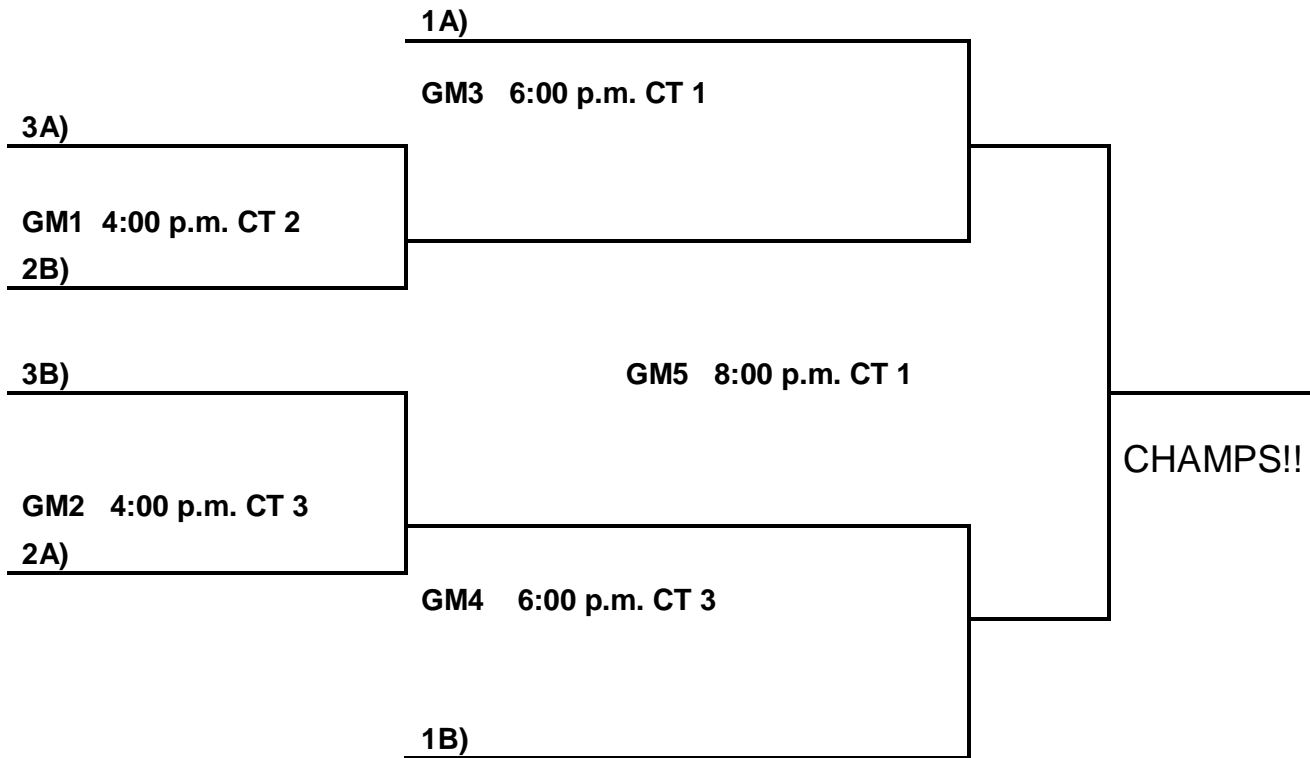 1A)
GM3 6:00 p.m. CT 1
3A)
GM1 4:00 p.m. CT 2
2B)
3B)
GM5 8:00 p.m. CT 1
CHAMPS!!
GM2 4:00 p.m. CT 3
2A)
GM4 6:00 p.m. CT 3
1B)